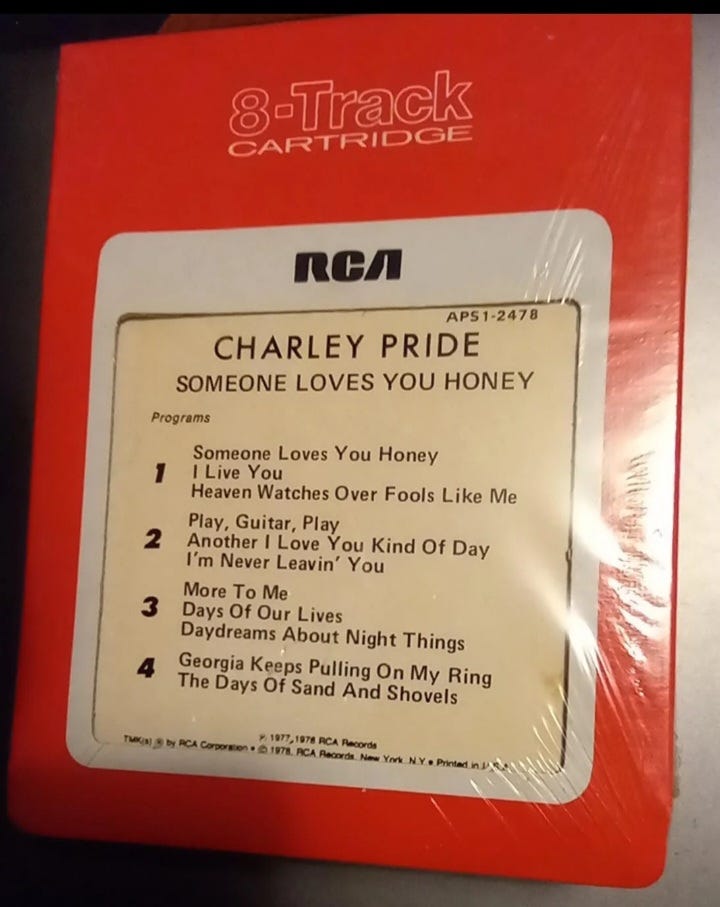 8-Track
CARTRIDGE
RCA
APS1-2478
CHARLEY PRIDE
SOMEONE LOVES YOU HONEY
Programs
1 Someone Loves You Honey
I Live You
Heaven Watches Over Fools Like Me
2 Play, Guitar, Play
Another I Love You Kind Of Day
I'm Never Leavin' You
3 More To Me
Days Of Our Lives
Daydreams About Night Things
4 Georgia Keeps Pulling On My Ring
The Days Of Sand And Shovels
℗ 1977, 1978 RCA Records
TMK(s) ® by RCA Corporation • © 1978, RCA Records, New York, N.Y • Printed in U.S.A.